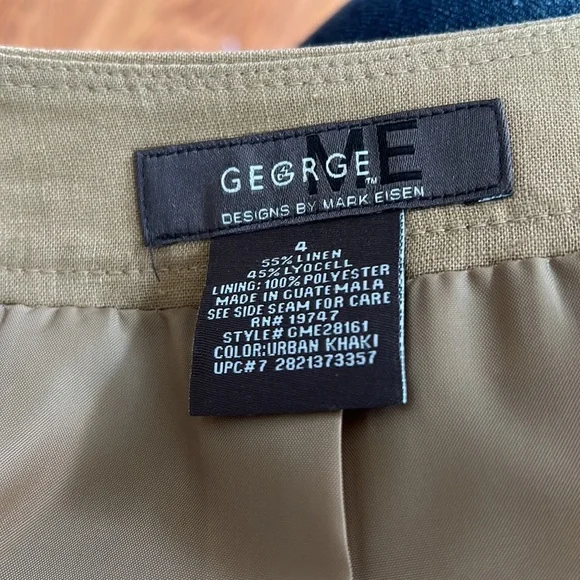 GEORGE ME™
DESIGNS BY MARK EISEN
4
55% LINEN
45% LYOCELL
LINING: 100% POLYESTER
MADE IN GUATEMALA
SEE SIDE SEAM FOR CARE
RN# 19747
STYLE# GME28161
COLOR:URBAN KHAKI
UPC#7 2821373357